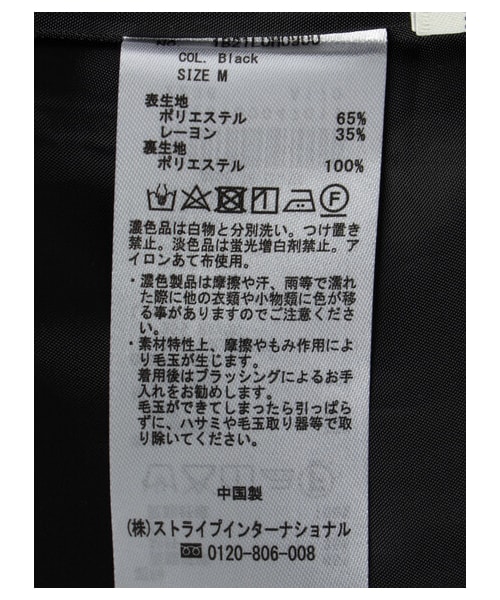 COL. Black
SIZE M
表生地
ポリエステル 65%
レーヨン 35%
裏生地
ポリエステル 100%
濃色品は白物と分別洗い。つけ置き
禁止。淡色品は蛍光増白剤禁止。ア
イロンあて布使用。
・濃色製品は摩擦や汗、雨等で濡れ
た際に他の衣類や小物類に色が移
る事がありますのでご注意くださ
い。
・素材特性上、摩擦やもみ作用によ
り毛玉が生じます。
着用後はブラッシングによるお手
入れをお勧めします。
毛玉ができてしまったら引っぱら
ずに、ハサミや毛玉取り器等で取
り除いてください。
中国製
(株)ストライプインターナショナル
0120-806-008